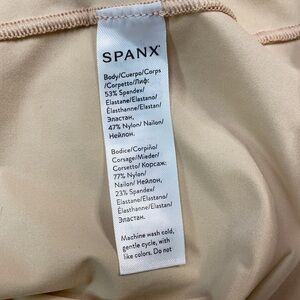 SPANX
Body/Cuerpo/Corps
/Corpetto/Лиф:
53% Spandex/
Elastane/Elastano/
Élasthanne/Elastan/
Эластан,
47% Nylon/ Nailon/
Нейлон.
Bodice/Corpiño/
Corsage/Mieder/
Corsetto/ Корсаж:
77% Nylon/
Nailon/ Нейлон,
23% Spandex/
Elastane/Elastano/
Élasthanne/Elastan/
Эластан.
Machine wash cold,
gentle cycle, with
like colors. Do not